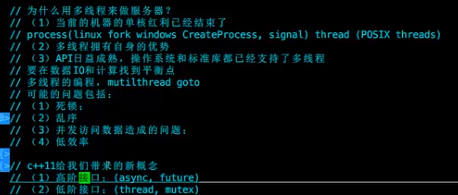 // 为什么用多线程来做服务器?
// (1)当前的机器的单核红利已经结束了
// process(linux fork windows CreateProcess, signal) thread (POSIX threads)
// (2)多线程拥有自身的优势
// (3)API日益成熟,操作系统和标准库都已经支持了多线程
// 要在数据IO和计算找到平衡点
// 多线程的编程,mutilthread goto
// 可能的问题包括:
// (1)死锁;
// (2)乱序
// (3)并发访问数据造成的问题;
// (4)低效率
// c++11给我们带来的新概念
// (1)高阶接口:(async, future)
// (2)低阶接口:(thread, mutex)